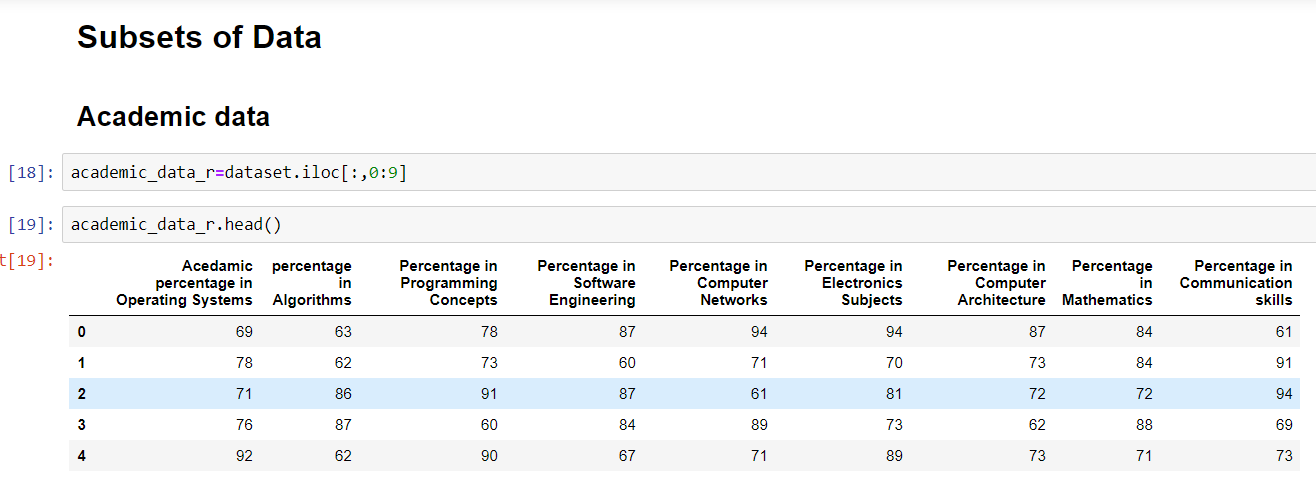 Subsets of Data
Academic data
[18]: academic_data_r=dataset.iloc[:,0:9]
[19]: academic_data_r.head()
t[19]:
Acedamic percentage in Operating Systems
percentage in Algorithms
Percentage in Programming Concepts
Percentage in Software Engineering
Percentage in Computer Networks
Percentage in Electronics Subjects
Percentage in Computer Architecture
Percentage in Mathematics
Percentage in Communication skills
0 69 63 78 87 94 94 87 84 61
1 78 62 73 60 71 70 73 84 91
2 71 86 91 87 61 81 72 72 94
3 76 87 60 84 89 73 62 88 69
4 92 62 90 67 71 89 73 71 73